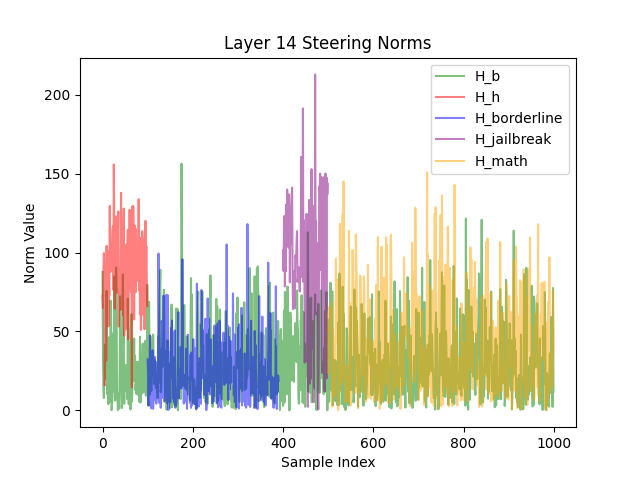 Layer 14 Steering Norms
H_b
H_h
H_borderline
H_jailbreak
H_math
Norm Value
200
150
100
50
0
0 200 400 600 800 1000
Sample Index